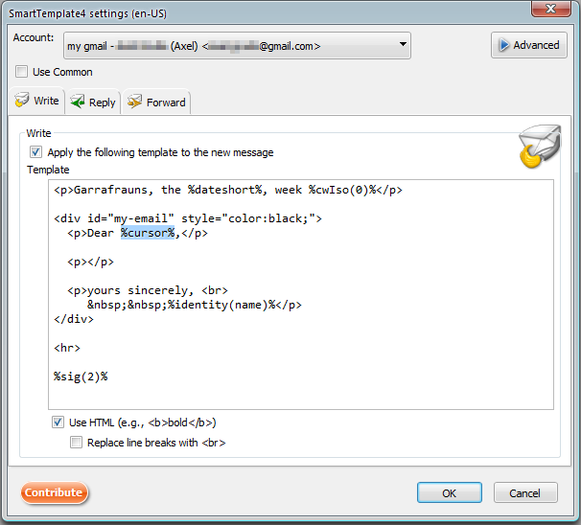 SmartTemplate4 settings (en-US)
Account:
my gmail - (Axel) < @gmail.com>
Advanced
Use Common
Write Reply Forward
Write
Apply the following template to the new message
Template
<p>Garrafrauns, the %dateshort%, week %cwIso(0)%</p>
<div id="my-email" style="color:black;">
<p>Dear %cursor%,</p>
<p></p>
<p>yours sincerely, <br>
&nbsp;&nbsp;%identity(name)%</p>
</div>
<hr>
%sig(2)%
Use HTML (e.g., <b>bold</b>)
Replace line breaks with <br>
Contribute
OK
Cancel